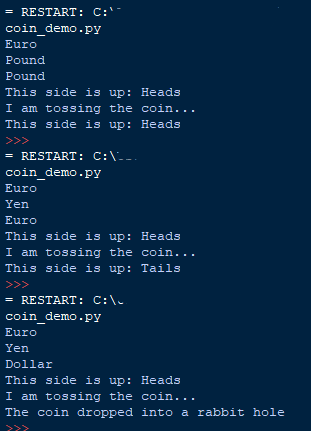 = RESTART: C:\
coin_demo.py
Euro
Pound
Pound
This side is up: Heads
I am tossing the coin...
This side is up: Heads
>>>
= RESTART: C:\
coin_demo.py
Euro
Yen
Euro
This side is up: Heads
I am tossing the coin...
This side is up: Tails
>>>
= RESTART: C:\
coin_demo.py
Euro
Yen
Dollar
This side is up: Heads
I am tossing the coin...
The coin dropped into a rabbit hole
>>>